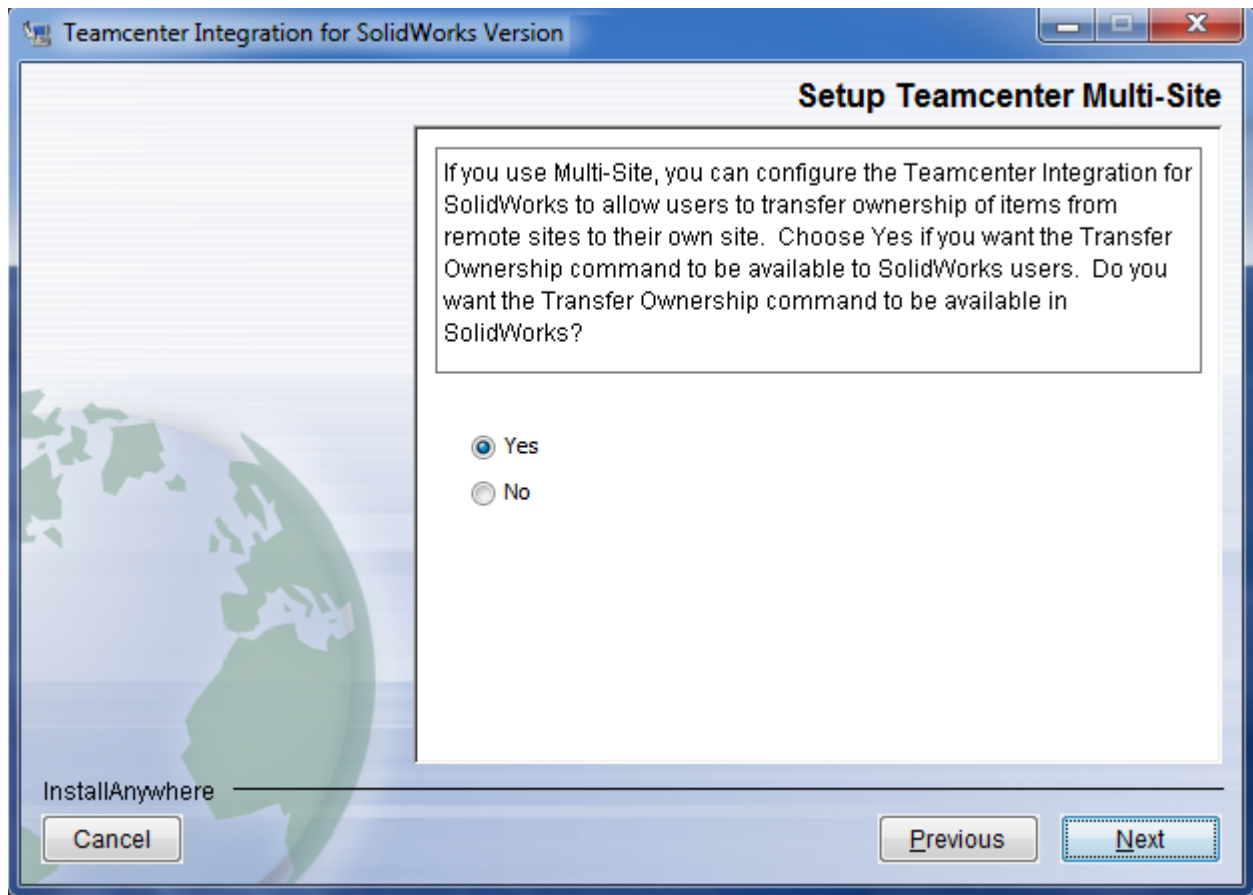 Teamcenter Integration for SolidWorks Version
Setup Teamcenter Multi-Site
If you use Multi-Site, you can configure the Teamcenter Integration for
SolidWorks to allow users to transfer ownership of items from
remote sites to their own site.  Choose Yes if you want the Transfer
Ownership command to be available to SolidWorks users.  Do you
want the Transfer Ownership command to be available in
SolidWorks?
Yes
No
InstallAnywhere
Cancel
Previous
Next